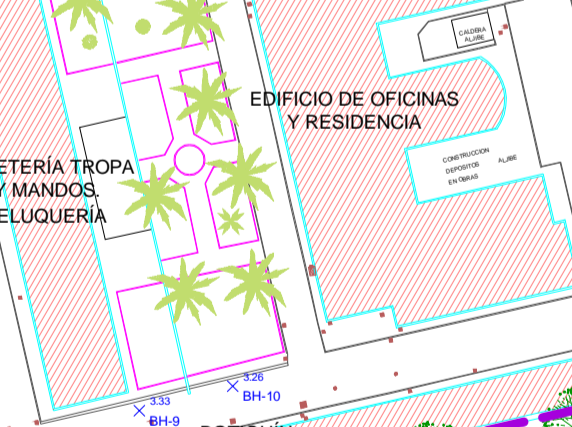 CALDERA
ALJIBE
EDIFICIO DE OFICINAS
Y RESIDENCIA
CONSTRUCCION
DEPOSITOS ALJIBE
EN OBRAS
ETERÍA TROPA
Y MANDOS.
ELUQUERÍA
3.26
BH-10
3.33
BH-9